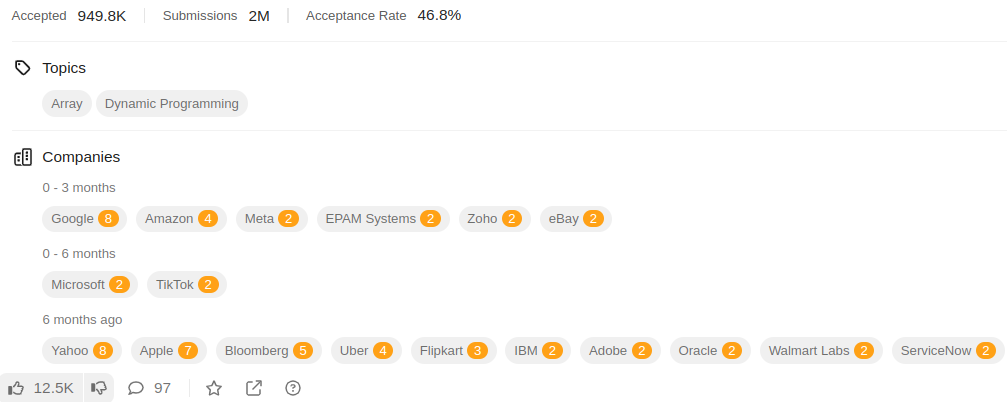 Accepted 949.8K Submissions 2M Acceptance Rate 46.8%
Topics
Array Dynamic Programming
Companies
0 - 3 months
Google 8 Amazon 4 Meta 2 EPAM Systems 2 Zoho 2 eBay 2
0 - 6 months
Microsoft 2 TikTok 2
6 months ago
Yahoo 8 Apple 7 Bloomberg 5 Uber 4 Flipkart 3 IBM 2 Adobe 2 Oracle 2 Walmart Labs 2 ServiceNow 2
12.5K 97